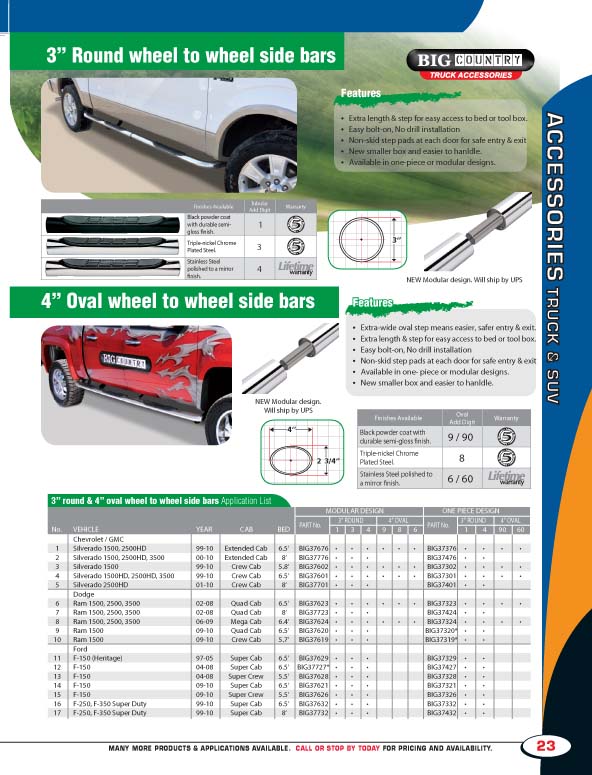 3” Round wheel to wheel side bars
BIG COUNTRY
TRUCK ACCESSORIES
Features
• Extra length & step for easy access to bed or tool box.
• Easy bolt-on, No drill installation
• Non-skid step pads at each door for safe entry & exit
• New smaller box and easier to hanldle.
• Available in one-piece or modular designs.
Finishes Available Tubular Add Digit Warranty
Black powder coat with durable semi-gloss finish. 1 5
Triple-nickel Chrome Plated Steel. 3 5
Stainless Steel polished to a mirror finish. 4 Lifetime warranty
3”
NEW Modular design. Will ship by UPS
ACCESSORIES TRUCK & SUV
4” Oval wheel to wheel side bars
Features
• Extra-wide oval step means easier, safer entry & exit.
• Extra length & step for easy access to bed or tool box.
• Easy bolt-on, No drill installation
• Non-skid step pads at each door for safe entry & exit
• Available in one- piece or modular designs.
• New smaller box and easier to hanldle.
BIG COUNTRY
NEW Modular design.
Will ship by UPS
4”
2 3/4”
Finishes Available Oval Add Digit Warranty
Black powder coat with durable semi-gloss finish. 9 / 90 5
Triple-nickel Chrome Plated Steel. 8 5
Stainless Steel polished to a mirror finish. 6 / 60 Lifetime warranty
3” round & 4” oval wheel to wheel side bars Application List
MODULAR DESIGN ONE PIECE DESIGN
PART No. 3” ROUND 4” OVAL PART No. 3” ROUND 4” OVAL
No. VEHICLE YEAR CAB BED 1 3 4 9 8 6 1 4 90 60
Chevrolet / GMC
1 Silverado 1500, 2500HD 99-10 Extended Cab 6.5’ BIG37676 • • • • • • BIG37376 • • • •
2 Silverado 1500, 2500HD, 3500 00-10 Extended Cab 8’ BIG37776 • • • BIG37476 • •
3 Silverado 1500 99-10 Crew Cab 5.8’ BIG37602 • • • • • • BIG37302 • • • •
4 Silverado 1500HD, 2500HD, 3500 99-10 Crew Cab 6.5’ BIG37601 • • • • • • BIG37301 • • • •
5 Silverado 2500HD 01-10 Crew Cab 8’ BIG37701 • • • BIG37401 • •
Dodge
6 Ram 1500, 2500, 3500 02-08 Quad Cab 6.5’ BIG37623 • • • • • • BIG37323 • • • •
7 Ram 1500, 2500, 3500 02-08 Quad Cab 8’ BIG37723 • • • BIG37424 • •
8 Ram 1500, 2500, 3500 06-09 Mega Cab 6.4’ BIG37624 • • • • • • BIG37324 • • • •
9 Ram 1500 09-10 Quad Cab 6.5’ BIG37620 • • • BIG37320* • •
10 Ram 1500 09-10 Crew Cab 5.7’ BIG37619 • • • BIG37319* • •
Ford
11 F-150 (Heritage) 97-05 Super Cab 6.5’ BIG37629 • • • BIG37329 • •
12 F-150 04-08 Super Cab 6.5’ BIG37727* • • • BIG37427 • •
13 F-150 04-08 Super Crew 5.5’ BIG37628 • • • BIG37328 • •
14 F-150 09-10 Super Cab 6.5’ BIG37621 • • • BIG37321 • •
15 F-150 09-10 Super Crew 5.5’ BIG37626 • • • BIG37326 • •
16 F-250, F-350 Super Duty 99-10 Super Cab 6.5’ BIG37632 • • • BIG37332 • •
17 F-250, F-350 Super Duty 99-10 Super Cab 8’ BIG37732 • • • BIG37432 • •
MANY MORE PRODUCTS & APPLICATIONS AVAILABLE. CALL OR STOP BY TODAY FOR PRICING AND AVAILABILITY.
23